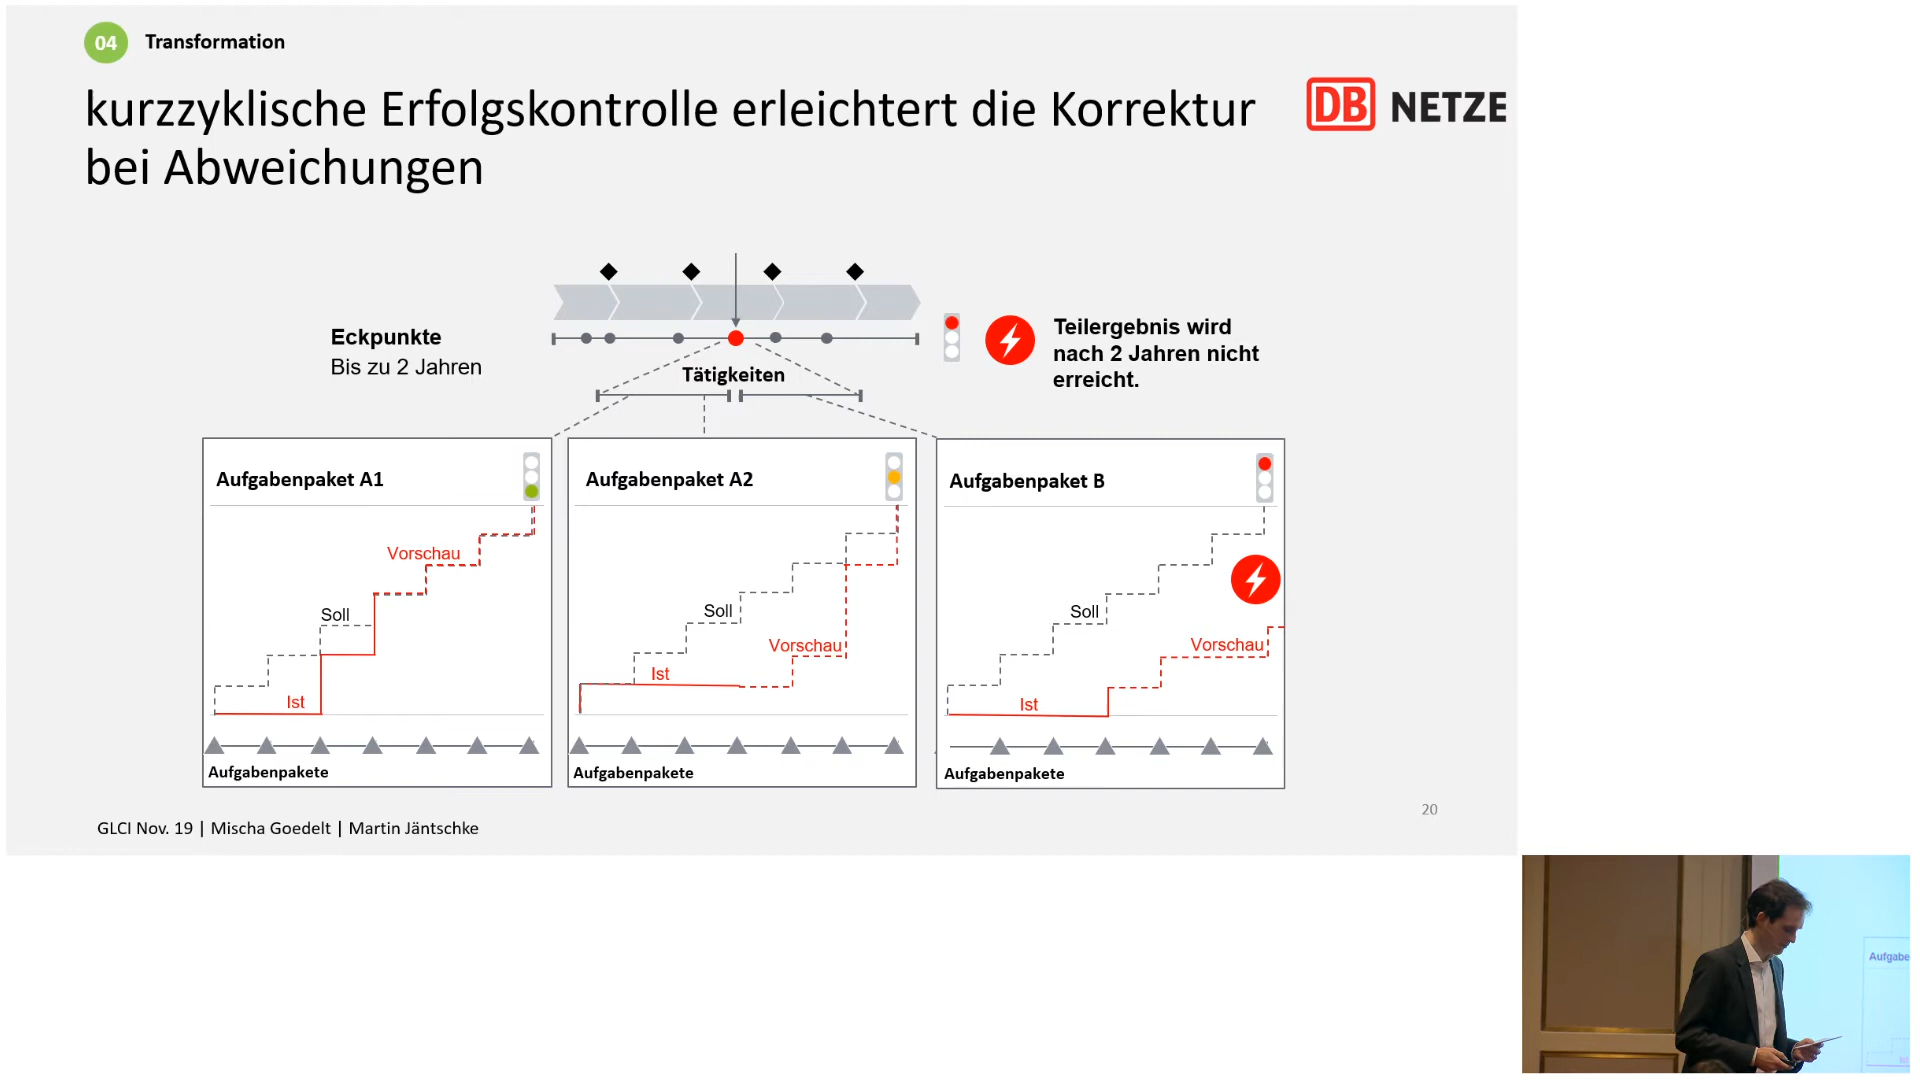 04 Transformation
kurzzyklische Erfolgskontrolle erleichtert die Korrektur
bei Abweichungen
DB NETZE
Eckpunkte
Bis zu 2 Jahren
Tätigkeiten
Teilergebnis wird
nach 2 Jahren nicht
erreicht.
Aufgabenpaket A1
Vorschau
Soll
Ist
Aufgabenpakete
Aufgabenpaket A2
Soll
Vorschau
Ist
Aufgabenpakete
Aufgabenpaket B
Soll
Vorschau
Ist
Aufgabenpakete
20
GLCI Nov. 19 | Mischa Goedelt | Martin Jäntschke
Aufgabe